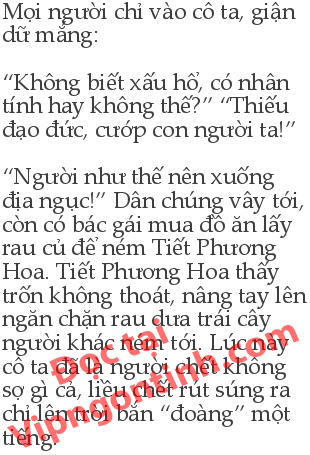 Mọi người chỉ vào cô ta, giận
dữ mắng:
“Không biết xấu hổ, có nhân
tính hay không thế?” “Thiếu
đạo đức, cướp con người ta!”
“Người như thế nên xuống
địa ngục!” Dân chúng vây tới,
còn có bác gái mua đồ ăn lấy
rau củ để ném Tiết Phương
Hoa. Tiết Phương Hoa thấy
trốn không thoát, nâng tay lên
ngăn chặn rau dưa trái cây
người khác ném tới. Lúc này
cô ta đã là người chết không
sợ gì cả, liều chết rút súng ra
chỉ lên trời bắn “đoàng” một
tiếng.
Đọc tại
Vipngontinh.com